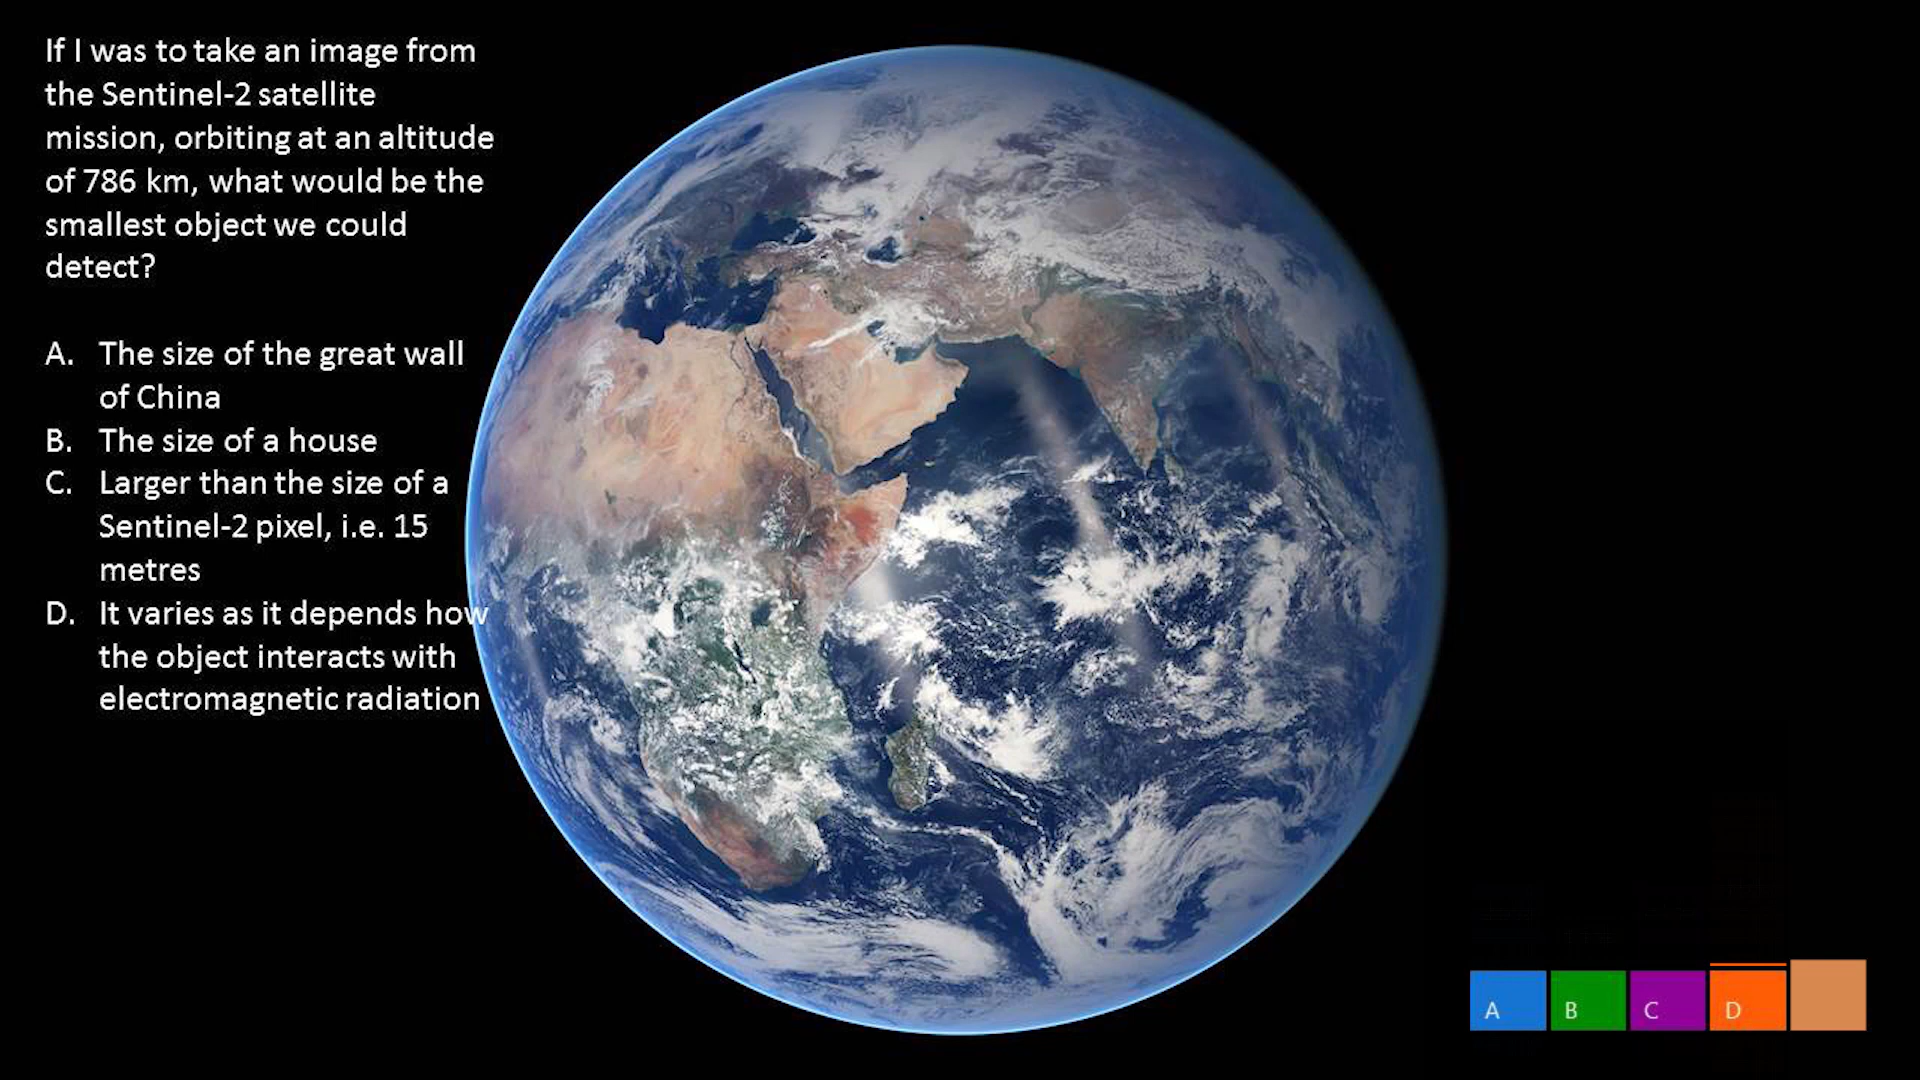 If I was to take an image from
the Sentinel-2 satellite
mission, orbiting at an altitude
of 786 km, what would be the
smallest object we could
detect?
A. The size of the great wall
of China
B. The size of a house
C. Larger than the size of a
Sentinel-2 pixel, i.e. 15
metres
D. It varies as it depends how
the object interacts with
electromagnetic radiation
A B C D